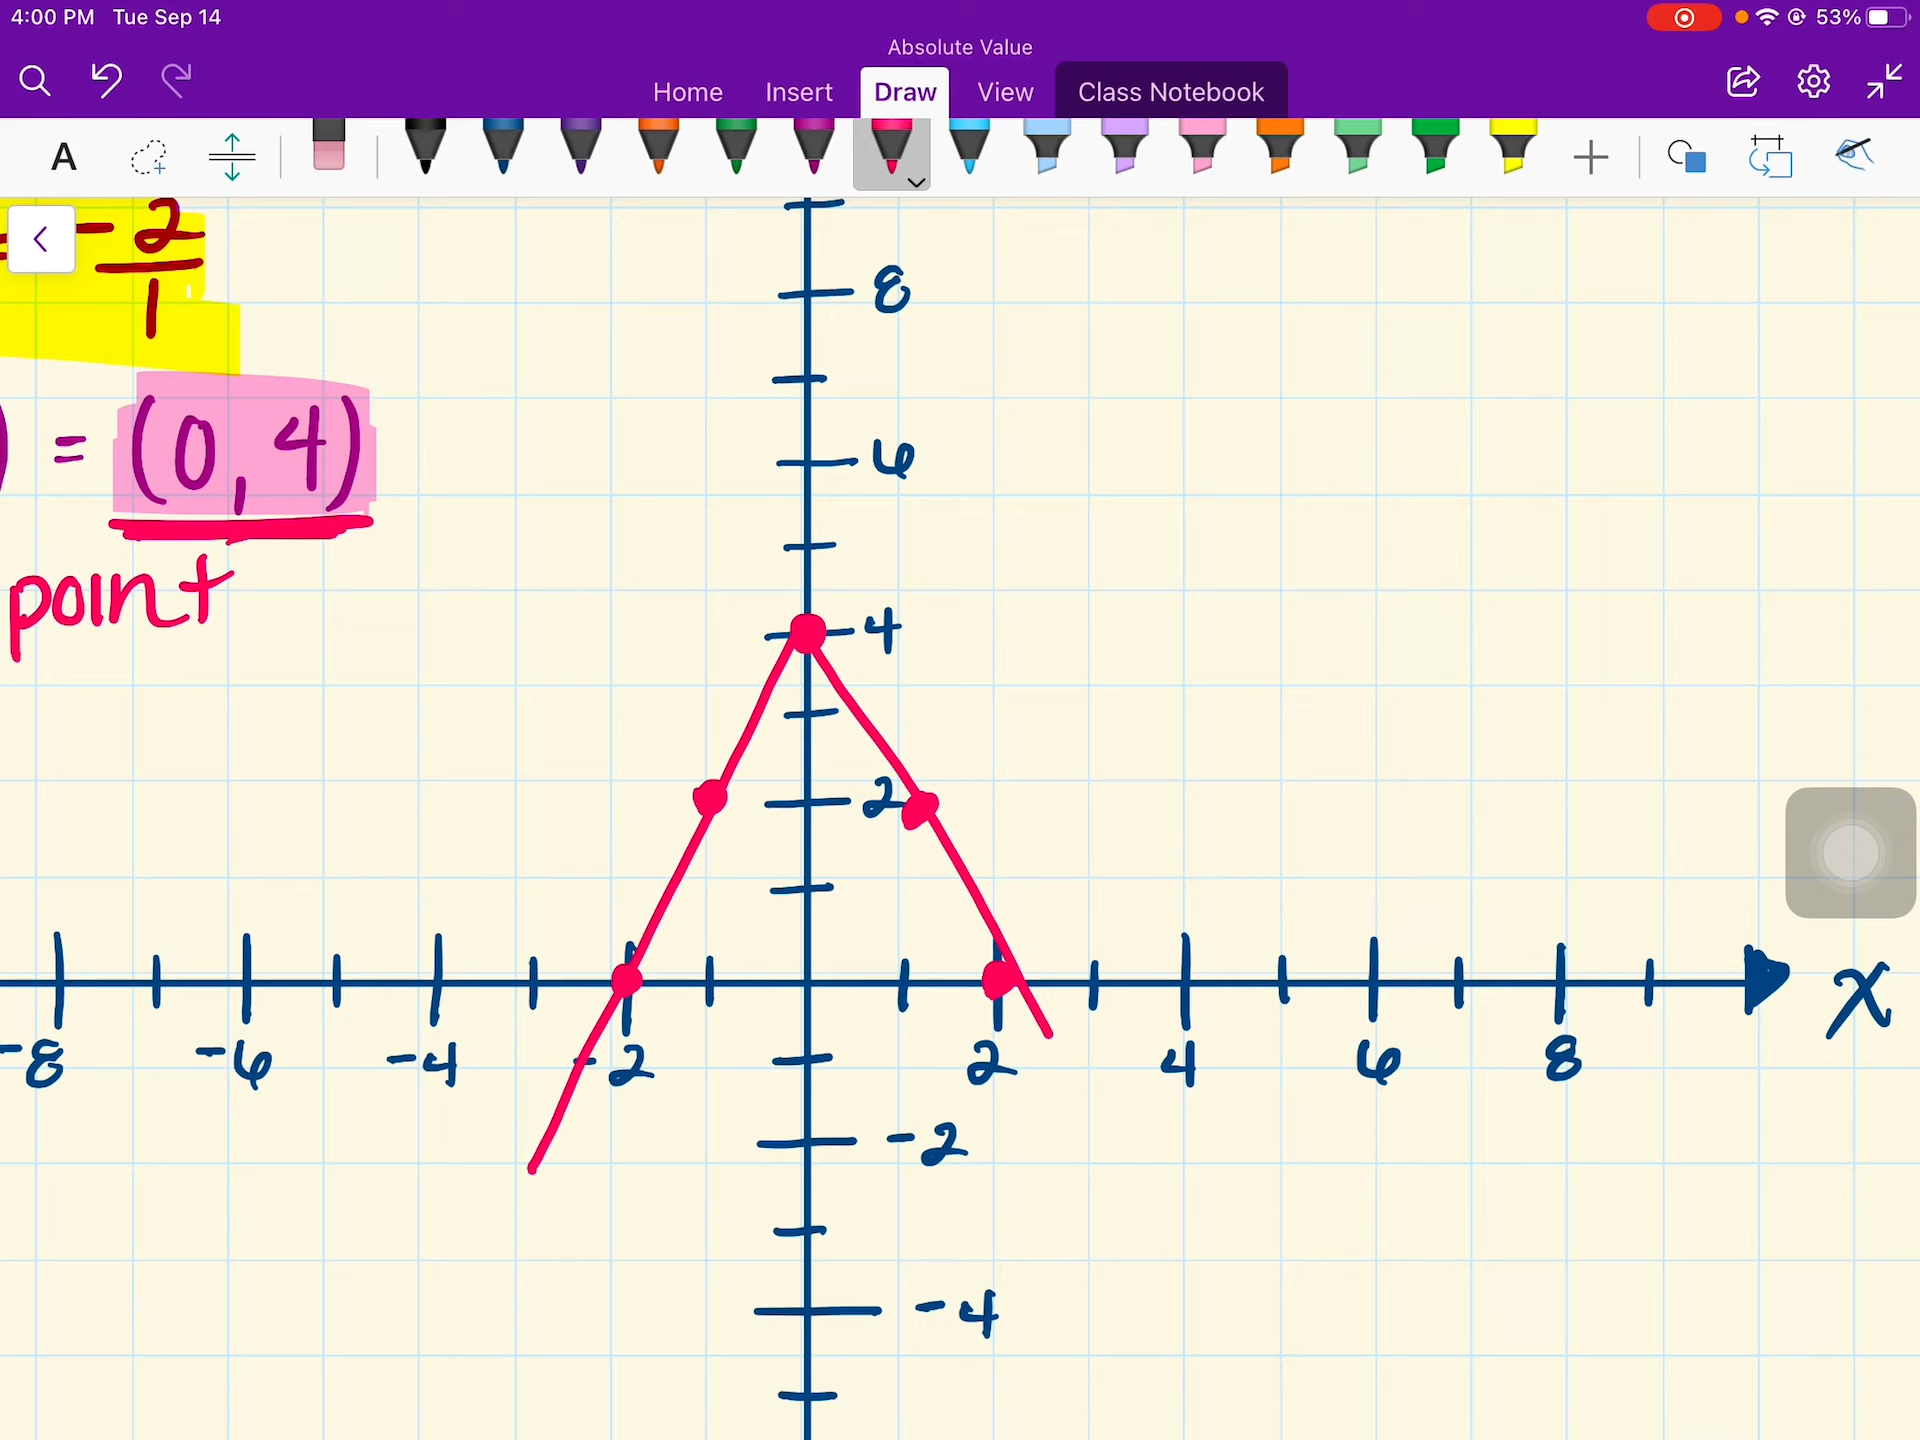 4:00 PM Tue Sep 14
53%
Absolute Value
Home Insert Draw View Class Notebook
A
= -2
1
) = (0, 4)
point
8
6
4
2
-8 -6 -4 -2 2 4 6 8 x
-2
-4